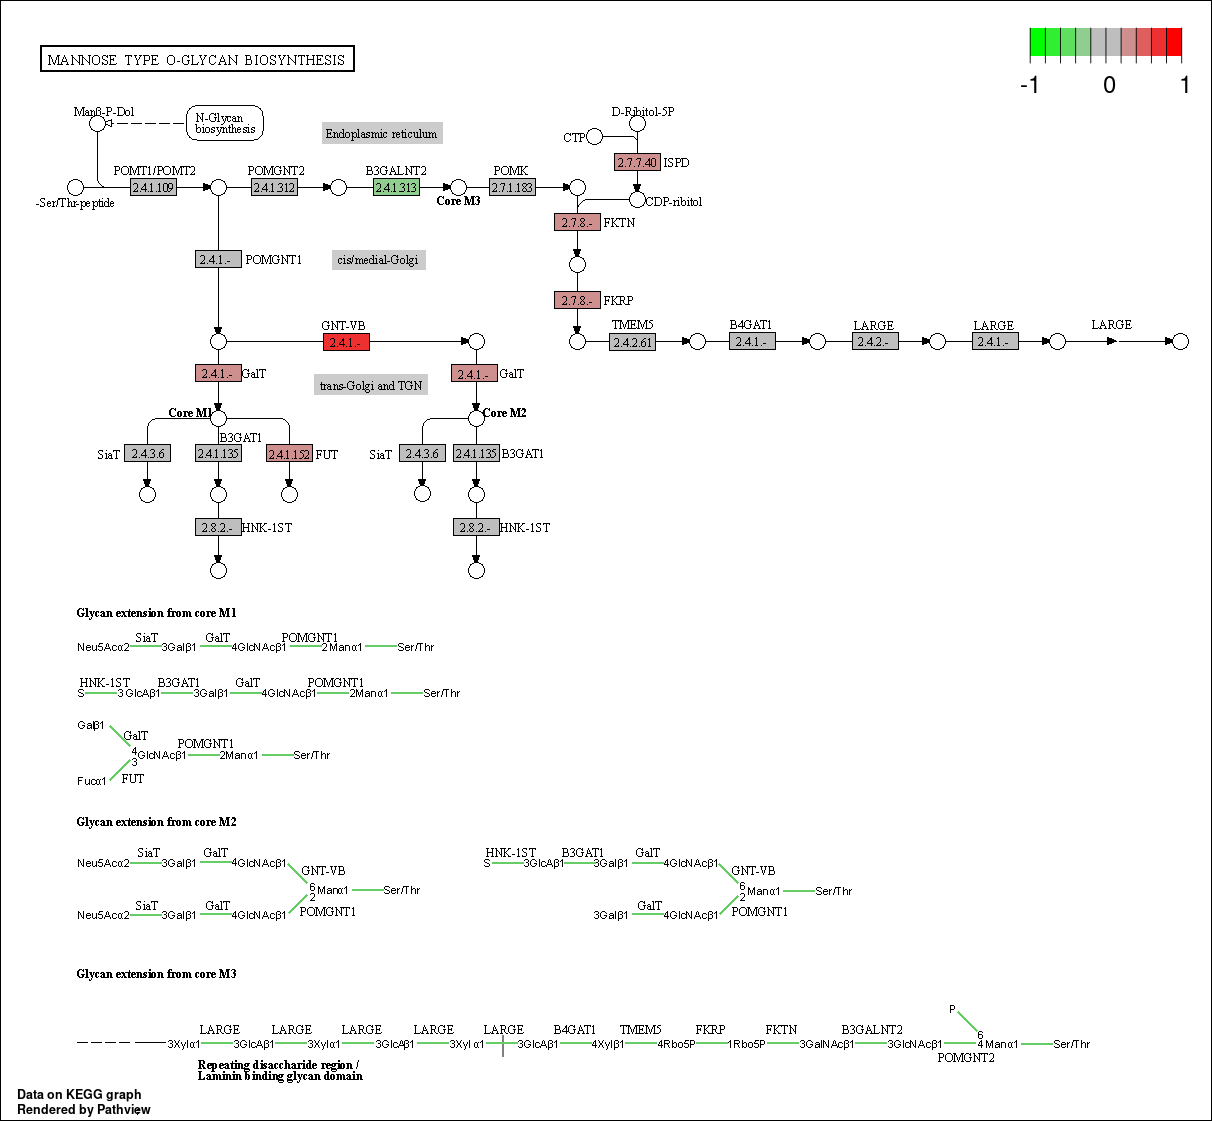 MANNOSE TYPE O-GLYCAN BIOSYNTHESIS
-1 0 1
Manβ-P-Dol
N-Glycan
biosynthesis
Endoplasmic reticulum
D-Ribitol-5P
CTP
2.7.7.40 ISPD
POMT1/POMT2 POMGNT2 B3GALNT2 POMK
2.4.1.109 2.4.1.312 2.4.1.313 2.7.1.183
-Ser/Thr-peptide
Core M3
CDP-ribitol
2.7.8.- FKTN
2.4.1.- POMGNT1
cis/medial-Golgi
2.7.8.- FKRP
GNT-VB
2.4.1.-
TMEM5 B4GAT1 LARGE LARGE LARGE
2.4.2.61 2.4.1.- 2.4.2.- 2.4.1.-
2.4.1.- GalT
trans-Golgi and TGN
2.4.1.- GalT
Core M1
Core M2
B3GAT1
SiaT 2.4.3.6 2.4.1.135 2.4.1.152 FUT
SiaT 2.4.3.6 2.4.1.135 B3GAT1
2.8.2.- HNK-1ST
2.8.2.- HNK-1ST
Glycan extension from core M1
SiaT GalT POMGNT1
Neu5Acα2 3Galβ1 4GlcNAcβ1 2Manα1 Ser/Thr
HNK-1ST B3GAT1 GalT POMGNT1
S 3GlcAβ1 3Galβ1 4GlcNAcβ1 2Manα1 Ser/Thr
Galβ1
GalT
POMGNT1
4
3
GlcNAcβ1 2Manα1 Ser/Thr
Fucα1 FUT
Glycan extension from core M2
SiaT GalT
Neu5Acα2 3Galβ1 4GlcNAcβ1
GNT-VB
6
2
Manα1 Ser/Thr
POMGNT1
SiaT GalT
Neu5Acα2 3Galβ1 4GlcNAcβ1
HNK-1ST B3GAT1 GalT
S 3GlcAβ1 3Galβ1 4GlcNAcβ1
GNT-VB
6
2
Manα1 Ser/Thr
POMGNT1
GalT
3Galβ1 4GlcNAcβ1
Glycan extension from core M3
P
LARGE LARGE LARGE LARGE LARGE B4GAT1 TMEM5 FKRP FKTN B3GALNT2
6
3Xylα1 3GlcAβ1 3Xylα1 3GlcAβ1 3Xylα1 3GlcAβ1 4Xylβ1 4Rbo5P 1Rbo5P 3GalNAcβ1 3GlcNAcβ1 4 Manα1 Ser/Thr
POMGNT2
Repeating disaccharide region /
Laminin binding glycan domain
Data on KEGG graph
Rendered by Pathview